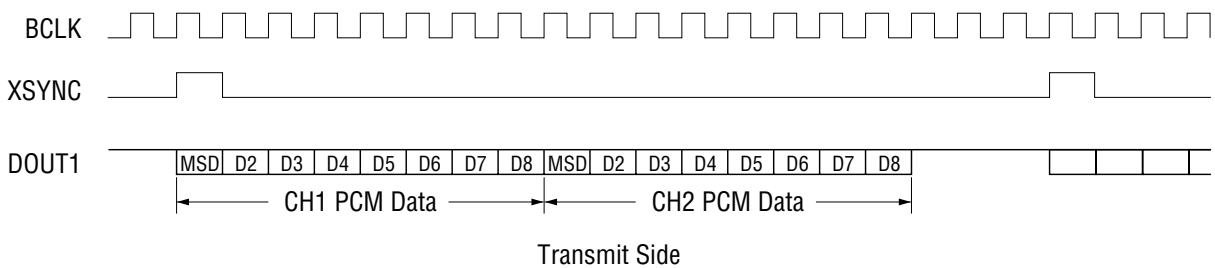 BCLK
XSYNC
DOUT1
MSD D2 D3 D4 D5 D6 D7 D8 MSD D2 D3 D4 D5 D6 D7 D8
CH1 PCM Data CH2 PCM Data
Transmit Side